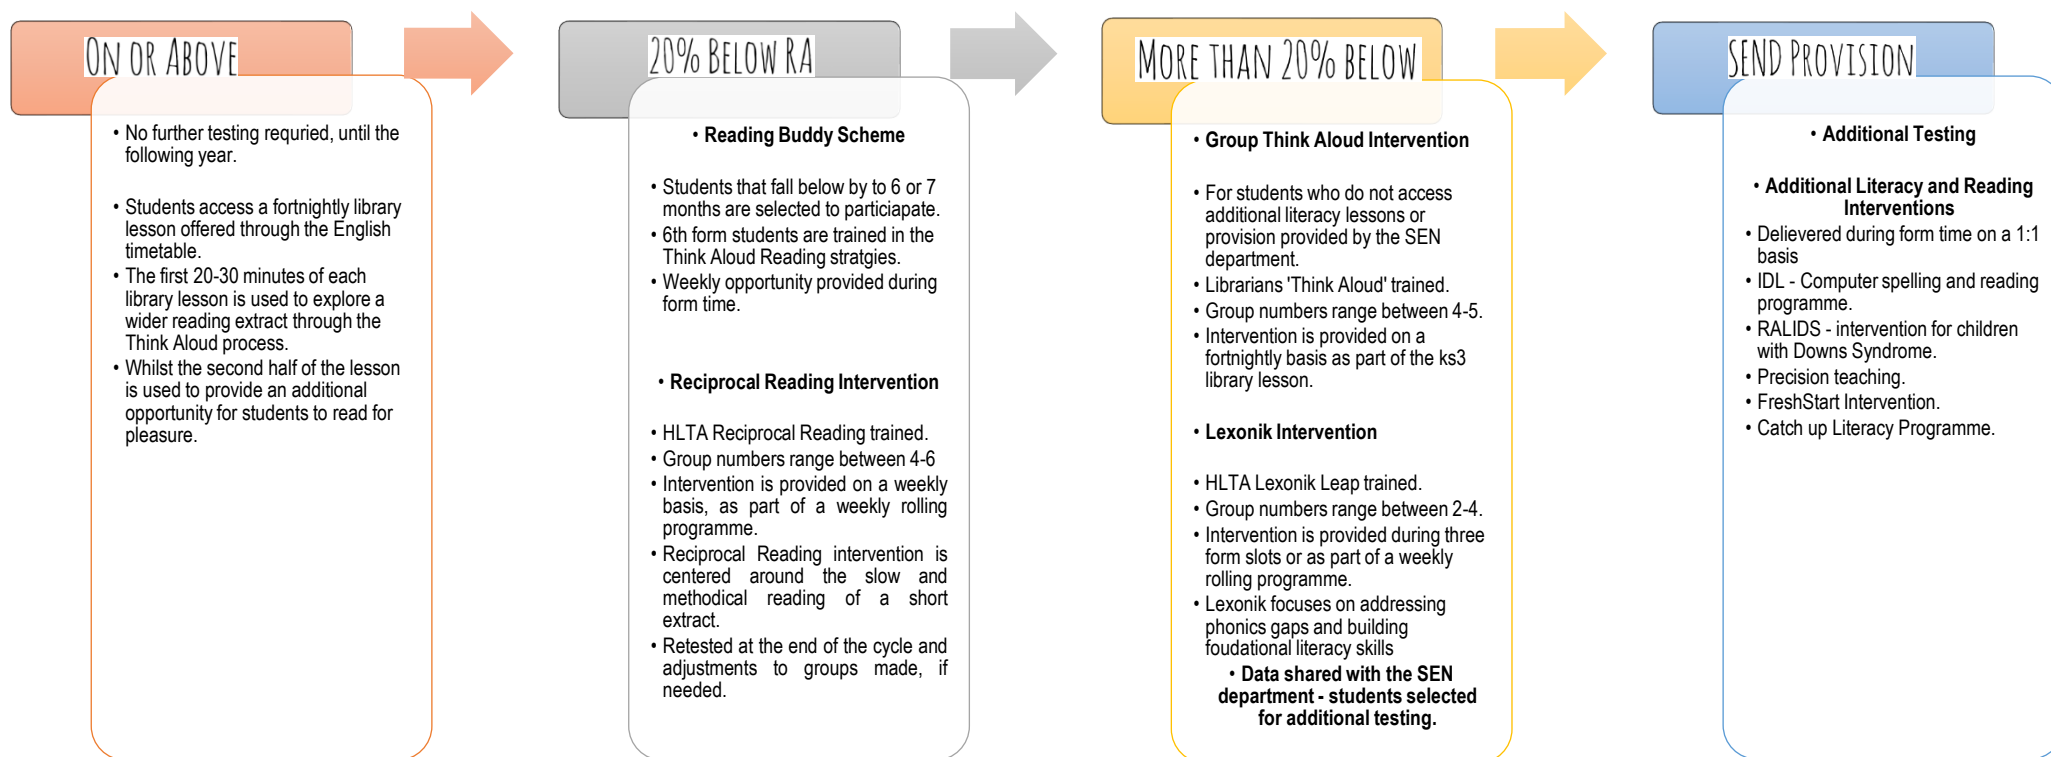 On or Above
• No further testing requried, until the
following year.
• Students access a fortnightly library
lesson offered through the English
timetable.
• The first 20-30 minutes of each
library lesson is used to explore a
wider reading extract through the
Think Aloud process.
• Whilst the second half of the lesson
is used to provide an additional
opportunity for students to read for
pleasure.
20% Below RA
• Reading Buddy Scheme
• Students that fall below by to 6 or 7
months are selected to particiapate.
• 6th form students are trained in the
Think Aloud Reading stratgies.
• Weekly opportunity provided during
form time.
• Reciprocal Reading Intervention
• HLTA Reciprocal Reading trained.
• Group numbers range between 4-6
• Intervention is provided on a weekly
basis, as part of a weekly rolling
programme.
• Reciprocal Reading intervention is
centered around the slow and
methodical reading of a short
extract.
• Retested at the end of the cycle and
adjustments to groups made, if
needed.
More than 20% below
• Group Think Aloud Intervention
• For students who do not access
additional literacy lessons or
provision provided by the SEN
department.
• Librarians 'Think Aloud' trained.
• Group numbers range between 4-5.
• Intervention is provided on a
fortnightly basis as part of the ks3
library lesson.
• Lexonik Intervention
• HLTA Lexonik Leap trained.
• Group numbers range between 2-4.
• Intervention is provided during three
form slots or as part of a weekly
rolling programme.
• Lexonik focuses on addressing
phonics gaps and building
foudational literacy skills
• Data shared with the SEN
department - students selected
for additional testing.
SEND Provision
• Additional Testing
• Additional Literacy and Reading
Interventions
• Delievered during form time on a 1:1
basis
• IDL - Computer spelling and reading
programme.
• RALIDS - intervention for children
with Downs Syndrome.
• Precision teaching.
• FreshStart Intervention.
• Catch up Literacy Programme.